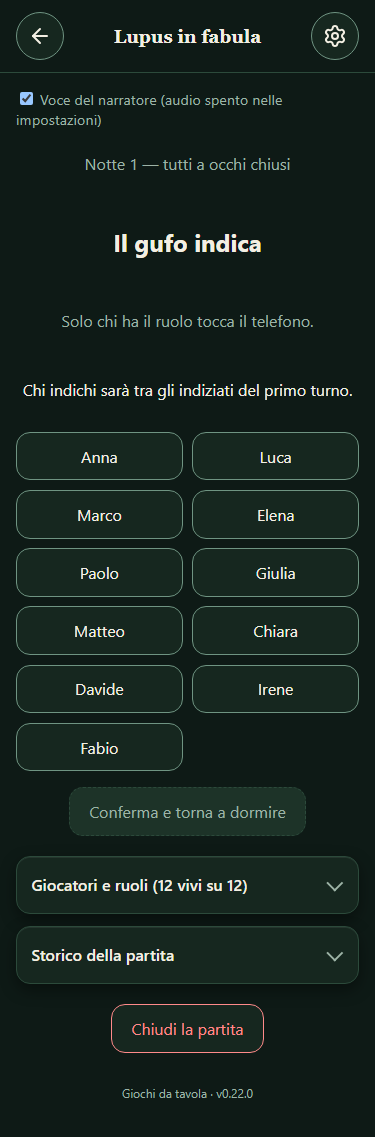 Lupus in fabula
Voce del narratore (audio spento nelle
impostazioni)
Notte 1 — tutti a occhi chiusi
Il gufo indica
Solo chi ha il ruolo tocca il telefono.
Chi indichi sarà tra gli indiziati del primo turno.
Anna
Luca
Marco
Elena
Paolo
Giulia
Matteo
Chiara
Davide
Irene
Fabio
Conferma e torna a dormire
Giocatori e ruoli (12 vivi su 12)
Storico della partita
Chiudi la partita
Giochi da tavola · v0.22.0